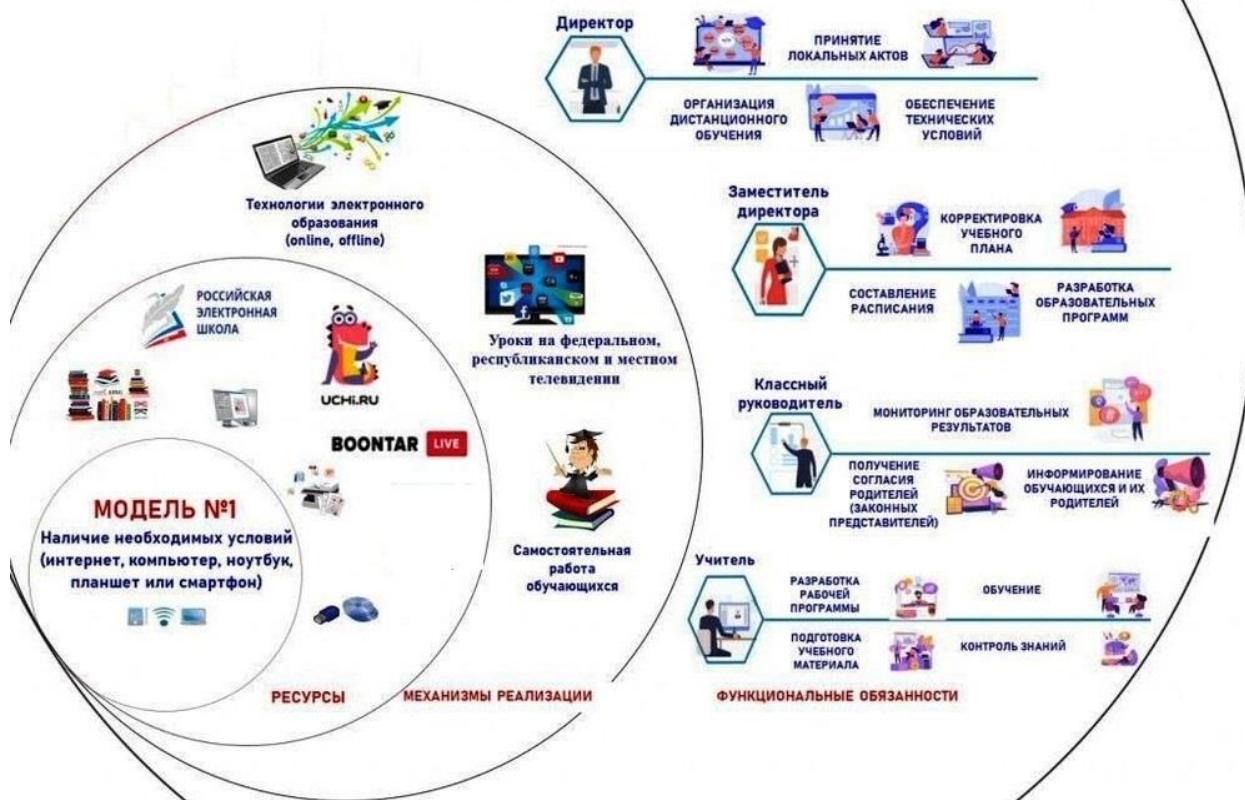 Директор
ПРИНЯТИЕ
ЛОКАЛЬНЫХ АКТОВ
ОРГАНИЗАЦИЯ
ДИСТАНЦИОННОГО
ОБУЧЕНИЯ
ОБЕСПЕЧЕНИЕ
ТЕХНИЧЕСКИХ
УСЛОВИЙ
Технологии электронного
образования
(online, offline)
Заместитель
директора
КОРРЕКТИРОВКА
УЧЕБНОГО
ПЛАНА
СОСТАВЛЕНИЕ
РАСПИСАНИЯ
РАЗРАБОТКА
ОБРАЗОВАТЕЛЬНЫХ
ПРОГРАММ
РОССИЙСКАЯ
ЭЛЕКТРОННАЯ
ШКОЛА
UCHi.RU
Уроки на федеральном,
республиканском и местном
телевидении
Классный
руководитель
МОНИТОРИНГ ОБРАЗОВАТЕЛЬНЫХ
РЕЗУЛЬТАТОВ
ПОЛУЧЕНИЕ
СОГЛАСИЯ
РОДИТЕЛЕЙ
(ЗАКОННЫХ
ПРЕДСТАВИТЕЛЕЙ)
ИНФОРМИРОВАНИЕ
ОБУЧАЮЩИХСЯ И ИХ
РОДИТЕЛЕЙ
BOONTAR LIVE
МОДЕЛЬ №1
Наличие необходимых условий
(интернет, компьютер, ноутбук,
планшет или смартфон)
Самостоятельная
работа
обучающихся
Учитель
РАЗРАБОТКА
РАБОЧЕЙ
ПРОГРАММЫ
ОБУЧЕНИЕ
ПОДГОТОВКА
УЧЕБНОГО
МАТЕРИАЛА
КОНТРОЛЬ ЗНАНИЙ
РЕСУРСЫ
МЕХАНИЗМЫ РЕАЛИЗАЦИИ
ФУНКЦИОНАЛЬНЫЕ ОБЯЗАННОСТИ